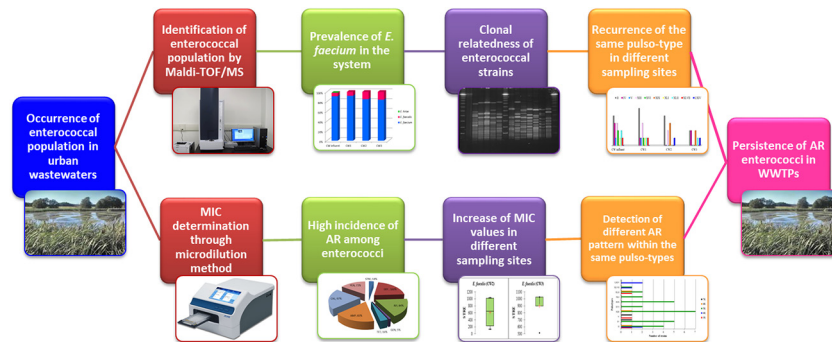 Identification of
enterococcal
population by
Maldi-TOF/MS
Prevalence of E.
faecium in the
system
Clonal
relatedness of
enterococcal
strains
Recurrence of the
same pulso-type
in different
sampling sites
Occurrence of
enterococcal
population in
urban
wastewaters
Persistence of AR
enterococci in
WWTPs
MIC
determination
through
microdilution
method
High incidence of
AR among
enterococci
Increase of MIC
values in
different
sampling sites
Detection of
different AR
pattern within the
same pulso-types